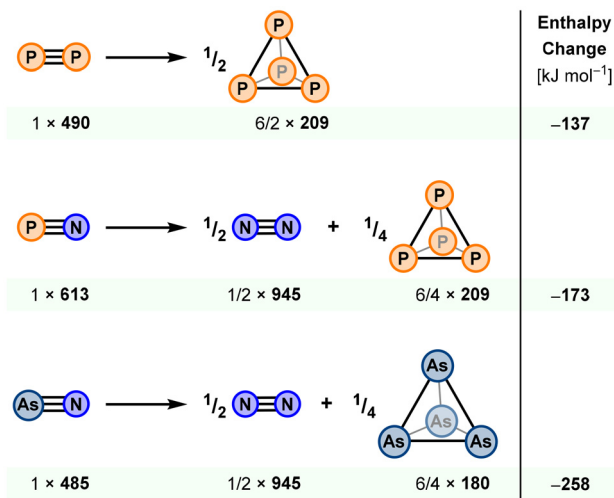 Enthalpy
Change
[kJ mol⁻¹]
P≡P 1/2 P P P P
1 × 490 6/2 × 209 –137
P≡N 1/2 N≡N + 1/4 P P P P
1 × 613 1/2 × 945 6/4 × 209 –173
As≡N 1/2 N≡N + 1/4 As As As As
1 × 485 1/2 × 945 6/4 × 180 –258